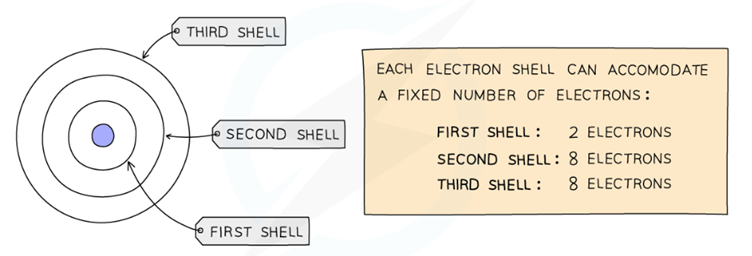 THIRD SHELL
SECOND SHELL
FIRST SHELL
EACH ELECTRON SHELL CAN ACCOMODATE
A FIXED NUMBER OF ELECTRONS:
FIRST SHELL: 2 ELECTRONS
SECOND SHELL: 8 ELECTRONS
THIRD SHELL: 8 ELECTRONS